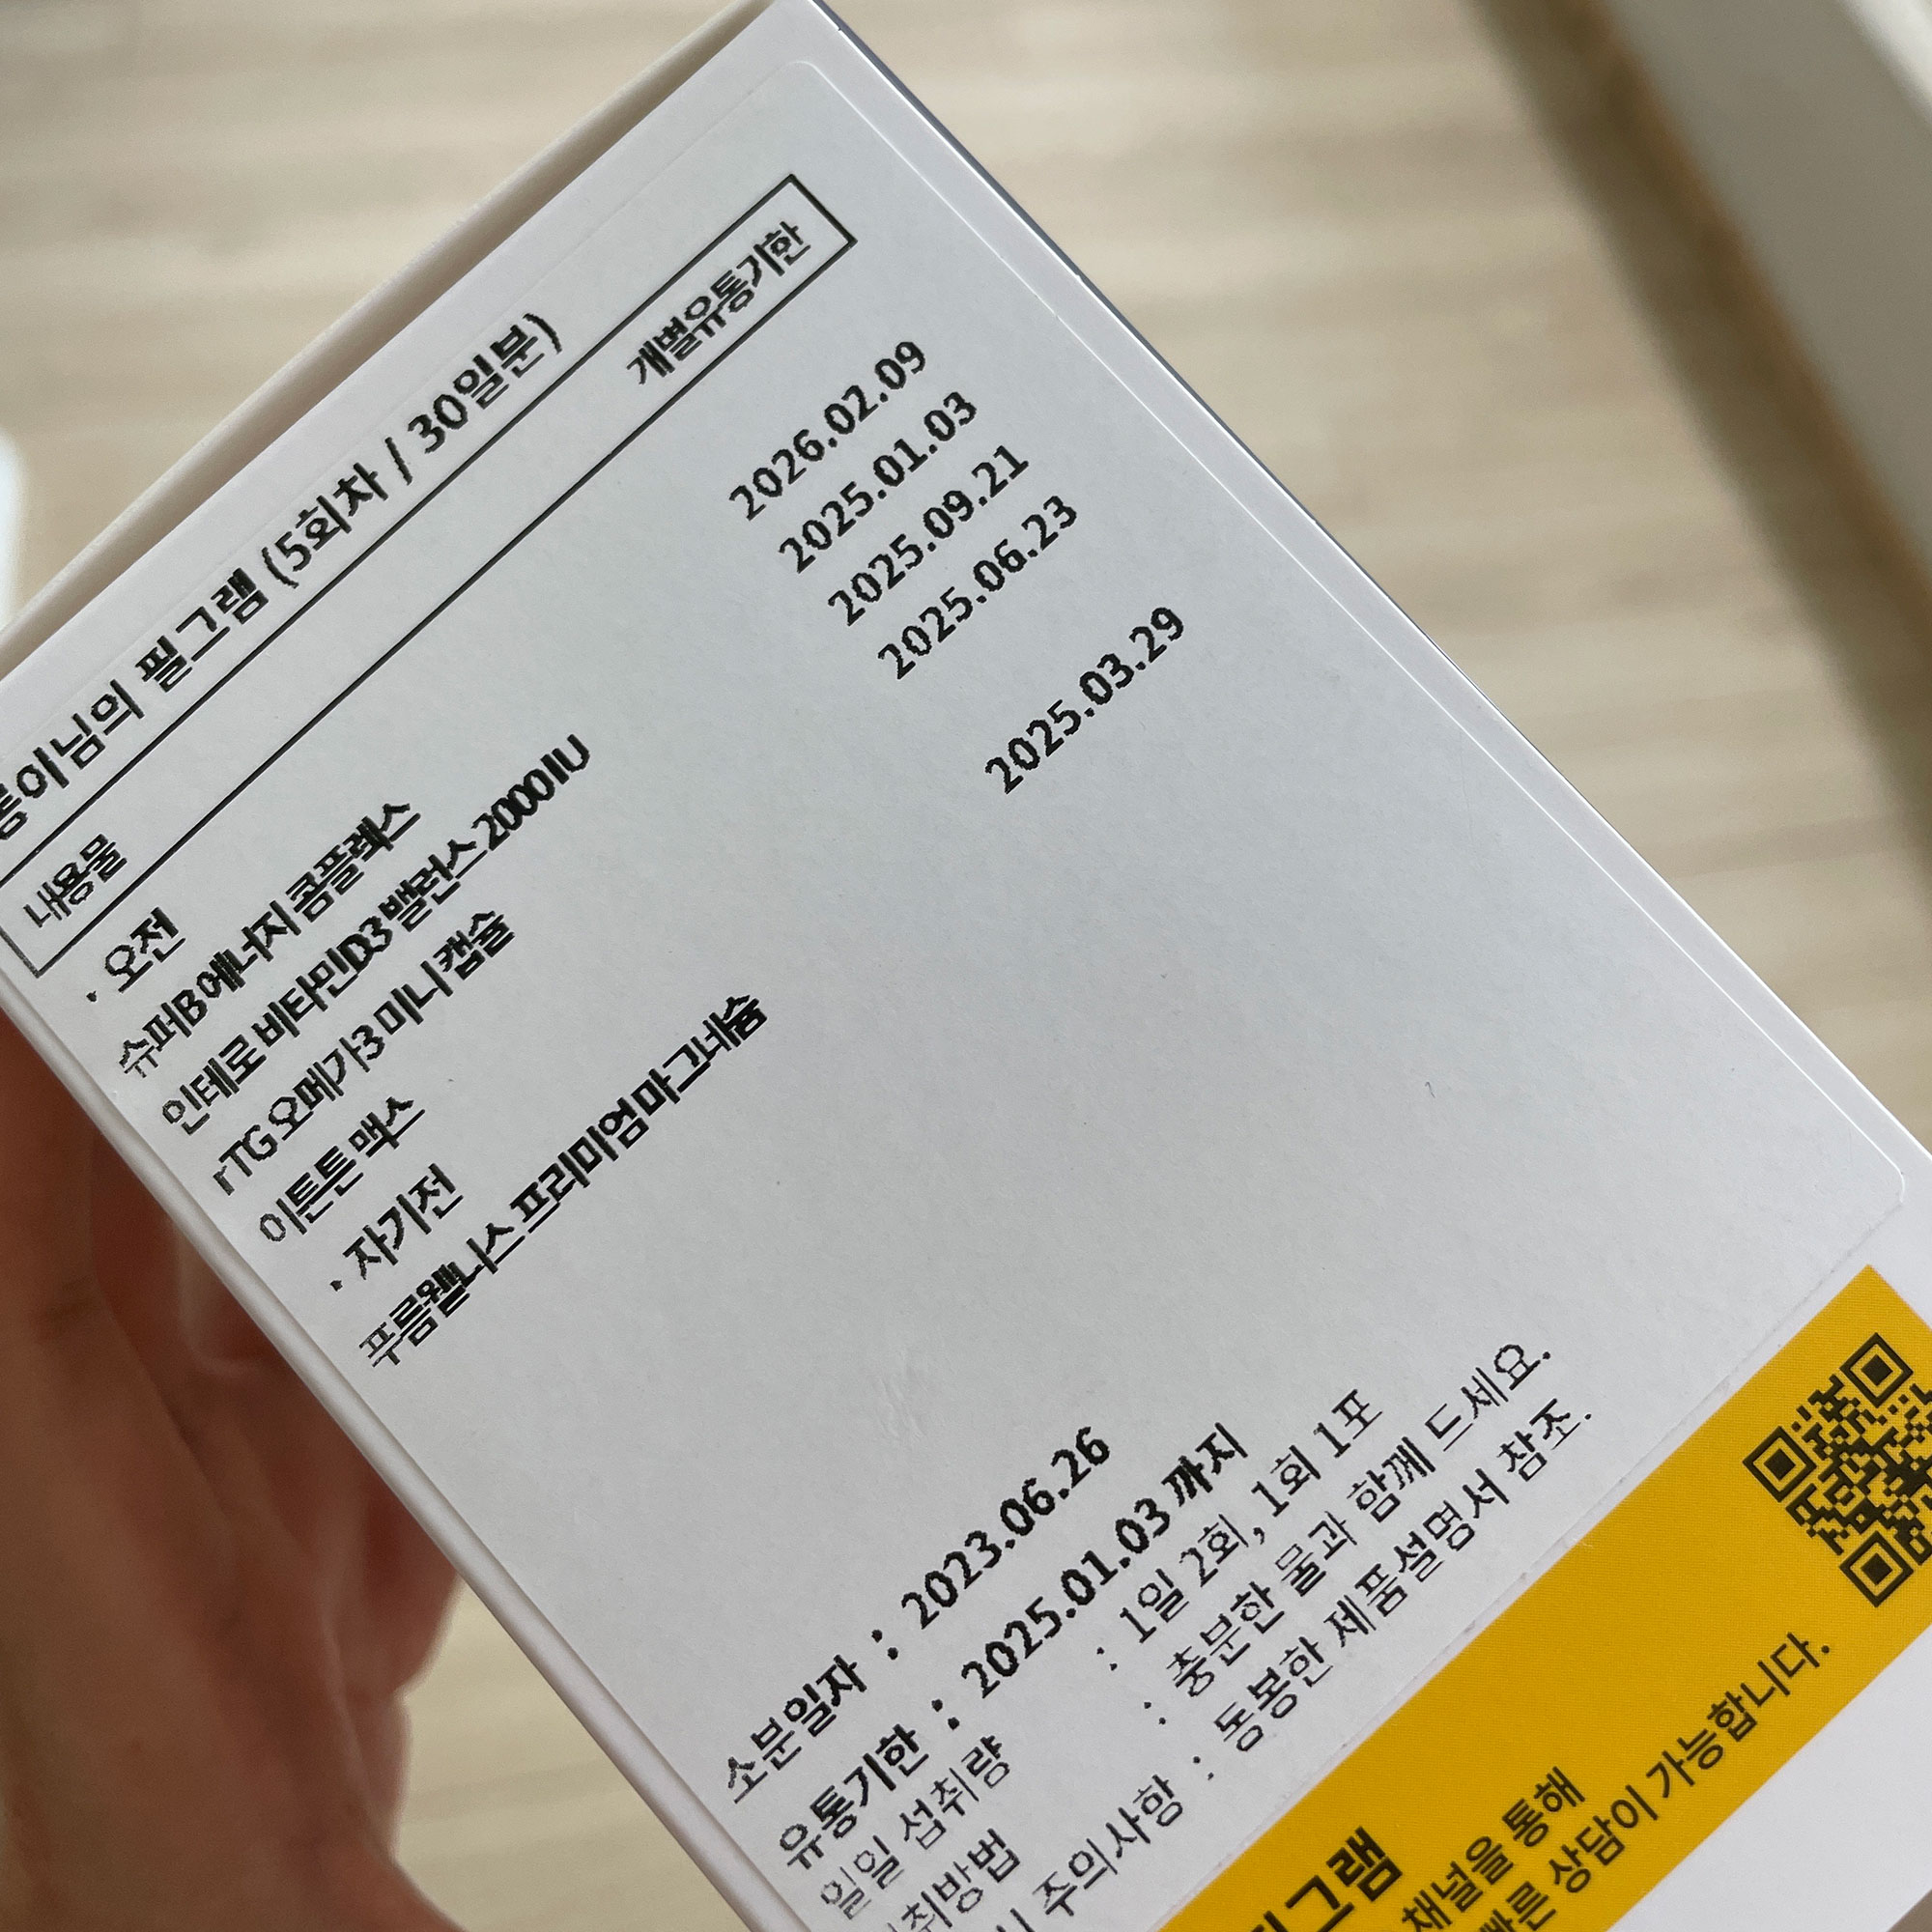 님의 필그램 (5회차 / 30일분)
내용물 개별유통기한
· 오전
슈퍼B에너지 콤플렉스 2026.02.09
인테로 비타민D3 밸런스 2000IU 2025.01.03
rTG 오메가3 미니 캡슐 2025.09.21
이튼튼 맥스 2025.06.23
· 자기전
푸름웰니스 프리미엄 마그네슘 2025.03.29
소분일자 : 2023.06.26
유통기한 : 2025.01.03 까지
일일 섭취량 : 1일 2회, 1회 1포
취방법 : 충분한 물과 함께 드세요.
주의사항 : 동봉한 제품설명서 참조.
그램
채널을 통해
빠른 상담이 가능합니다.